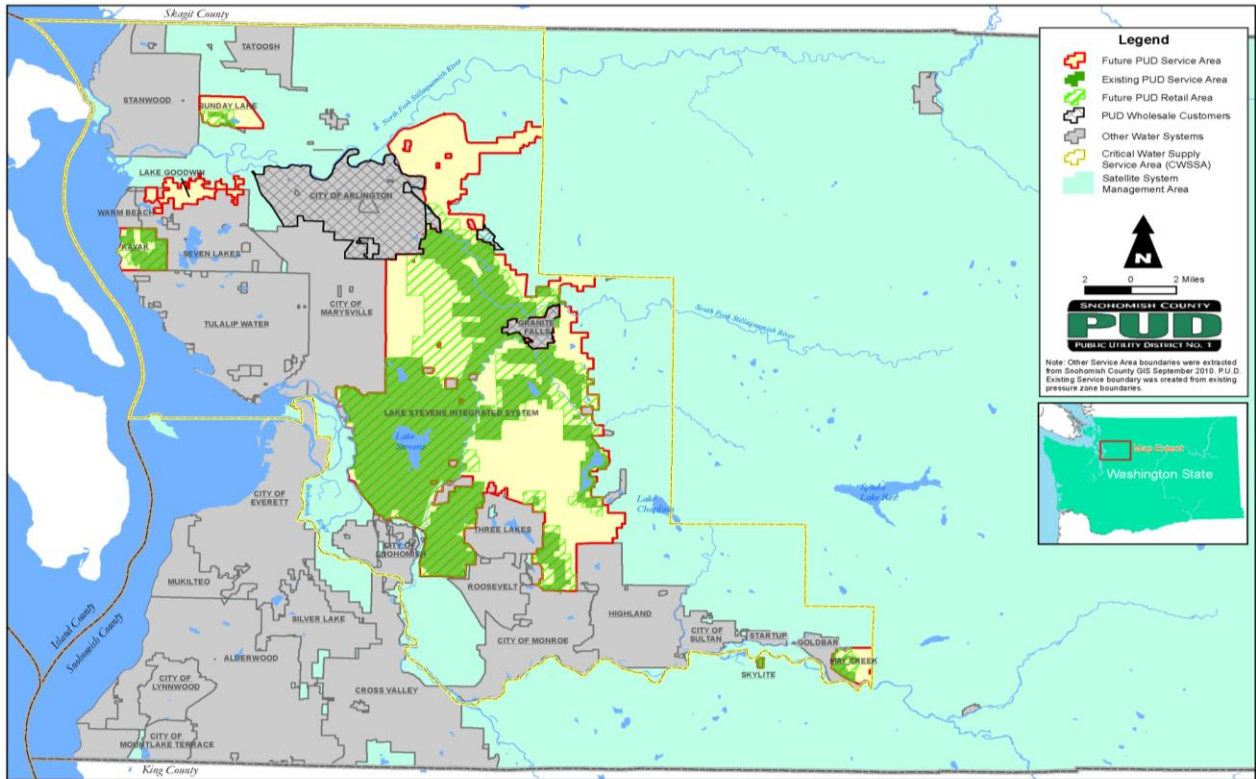 Skagit County
TATOOSH
STANWOOD
SUNDAY LAKE
North Fork Stillaguamish River
LAKE GOODWIN
CITY OF ARLINGTON
WARM BEACH
KAYAK
SEVEN LAKES
CITY OF
MARYSVILLE
TULALIP WATER
GRANITE
FALLS
South Fork Stillaguamish River
LAKE STEVENS INTEGRATED SYSTEM
Lake
Stevens
CITY OF
EVERETT
Snohomish
River
Lake
Chaplain
Spada
Lake Res.
THREE LAKES
CITY OF
SNOHOMISH
MUKILTEO
ROOSEVELT
SILVER LAKE
HIGHLAND
CITY OF MONROE
CITY OF
SULTAN
STARTUP
GOLDBAR
MAY CREEK
SKYLITE
Island County
Snohomish County
ALDERWOOD
CITY OF
LYNNWOOD
CROSS VALLEY
CITY OF
MOUNTLAKE TERRACE
King County
Legend
Future PUD Service Area
Existing PUD Service Area
Future PUD Retail Area
PUD Wholesale Customers
Other Water Systems
Critical Water Supply
Service Area (CWSSA)
Satellite System
Management Area
N
2 0 2 Miles
SNOHOMISH COUNTY
PUD
PUBLIC UTILITY DISTRICT No. 1
Note: Other Service Area boundaries were extracted
from Snohomish County GIS September 2010. P.U.D.
Existing Service boundary was created from existing
pressure zone boundaries.
Map Extent
Washington State